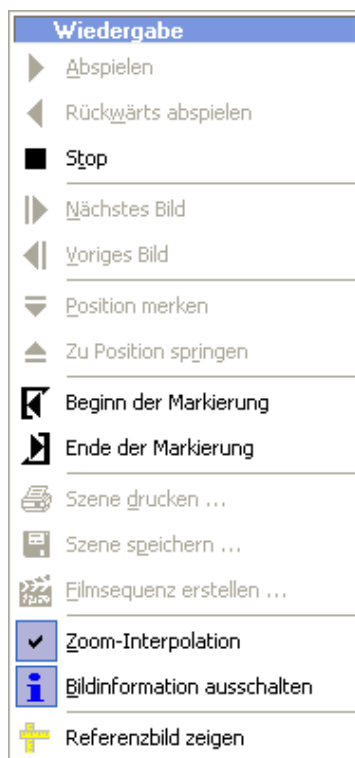 Wiedergabe
Abspielen
Rückwärts abspielen
Stop
Nächstes Bild
Voriges Bild
Position merken
Zu Position springen
Beginn der Markierung
Ende der Markierung
Szene drucken ...
Szene speichern ...
Filmsequenz erstellen ...
Zoom-Interpolation
Bildinformation ausschalten
Referenzbild zeigen